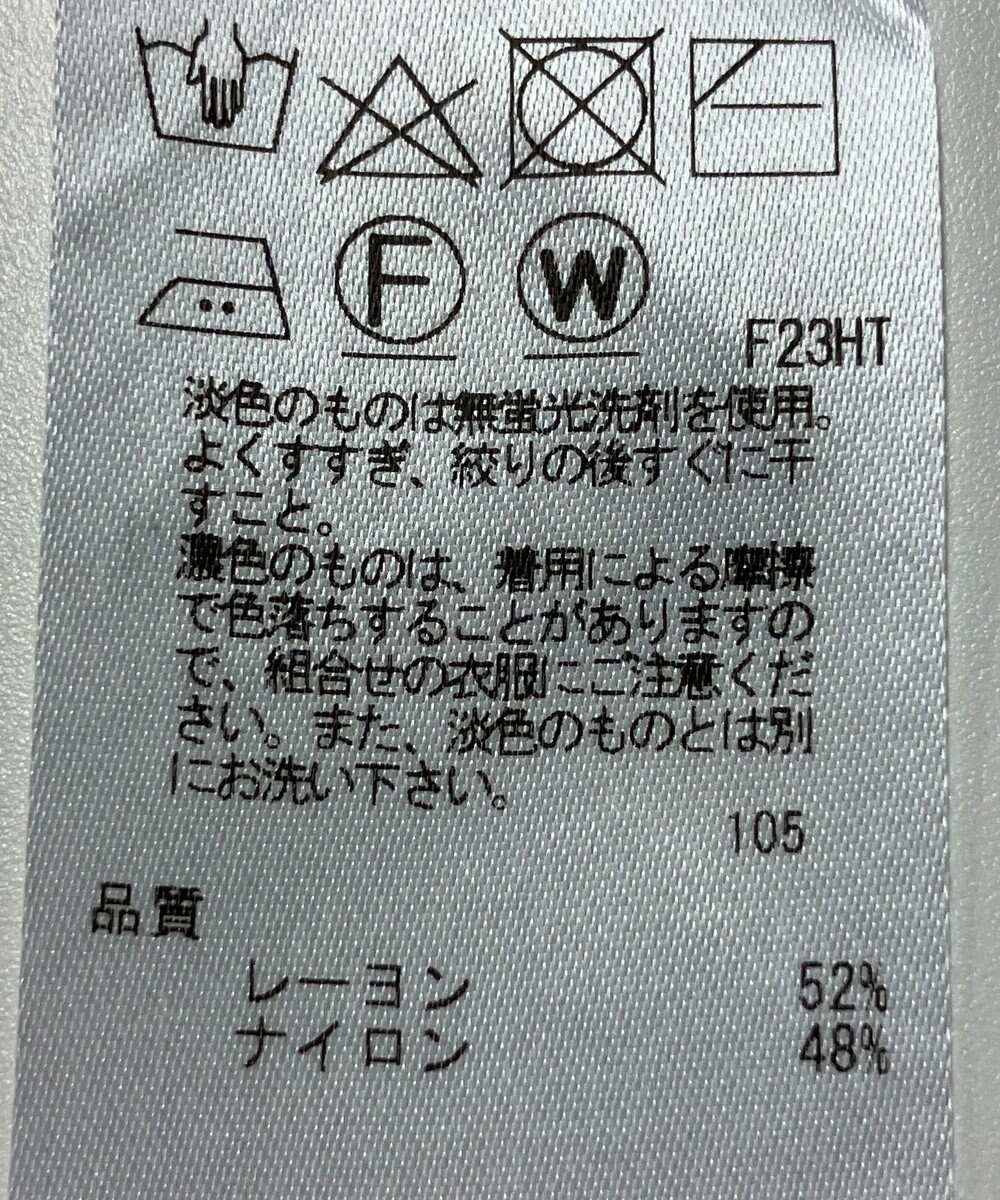 F W
F23HT
淡色のものは無蛍光洗剤を使用。
よくすすぎ、絞りの後すぐに干
すこと。
濃色のものは、着用による摩擦
で色落ちすることがありますの
で、組合せの衣服にご注意くだ
さい。また、淡色のものとは別
にお洗い下さい。
105
品質
レーヨン 52%
ナイロン 48%